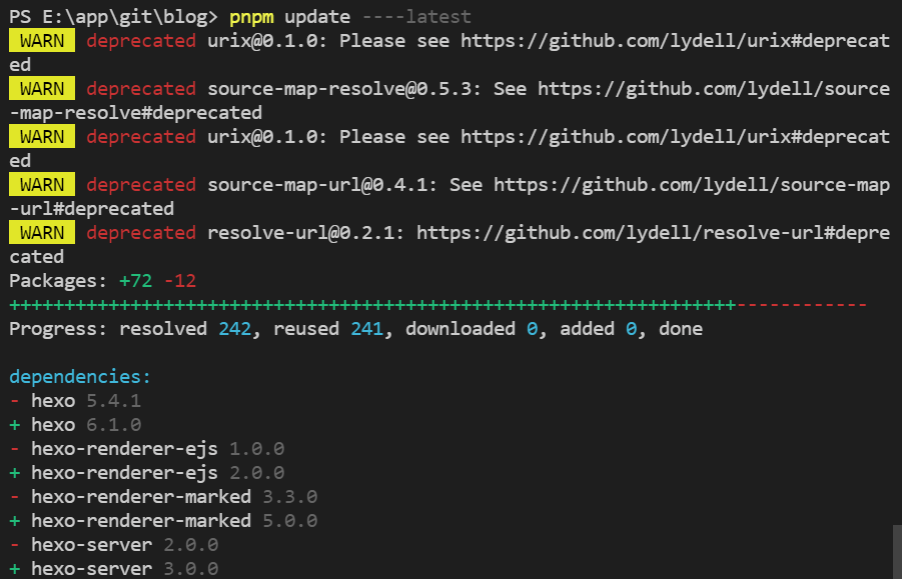 PS E:\app\git\blog> pnpm update ----latest
WARN deprecated urix@0.1.0: Please see https://github.com/lydell/urix#deprecat
ed
WARN deprecated source-map-resolve@0.5.3: See https://github.com/lydell/source
-map-resolve#deprecated
WARN deprecated urix@0.1.0: Please see https://github.com/lydell/urix#deprecat
ed
WARN deprecated source-map-url@0.4.1: See https://github.com/lydell/source-map
-url#deprecated
WARN deprecated resolve-url@0.2.1: https://github.com/lydell/resolve-url#depre
cated
Packages: +72 -12
++++++++++++++++++++++++++++++++++++++++++++++++++++++++++++++++++------------
Progress: resolved 242, reused 241, downloaded 0, added 0, done
dependencies:
- hexo 5.4.1
+ hexo 6.1.0
- hexo-renderer-ejs 1.0.0
+ hexo-renderer-ejs 2.0.0
- hexo-renderer-marked 3.3.0
+ hexo-renderer-marked 5.0.0
- hexo-server 2.0.0
+ hexo-server 3.0.0